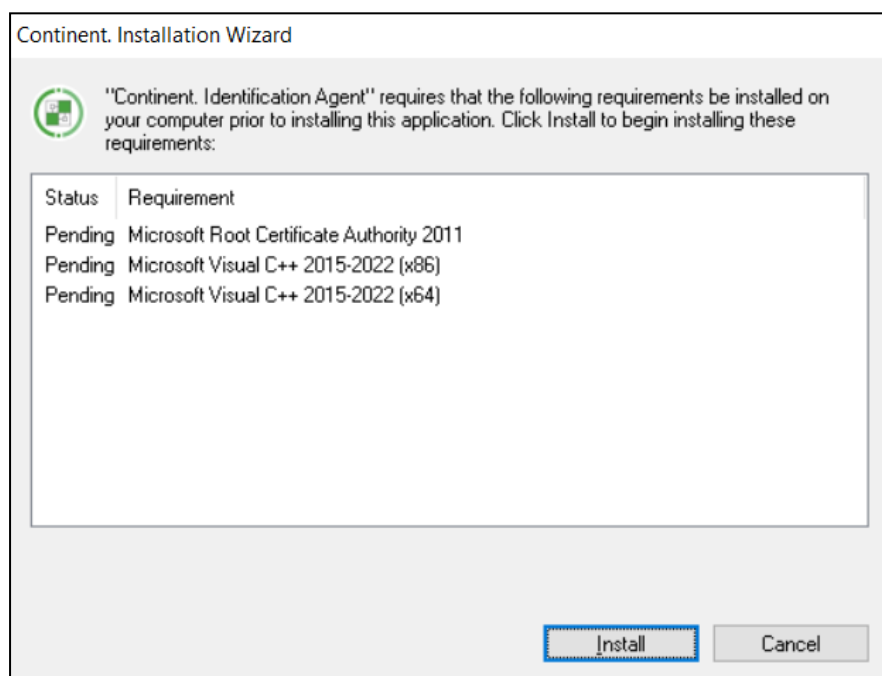 Continent. Installation Wizard
"Continent. Identification Agent" requires that the following requirements be installed on
your computer prior to installing this application. Click Install to begin installing these
requirements:
Status Requirement
Pending Microsoft Root Certificate Authority 2011
Pending Microsoft Visual C++ 2015-2022 (x86)
Pending Microsoft Visual C++ 2015-2022 (x64)
Install Cancel